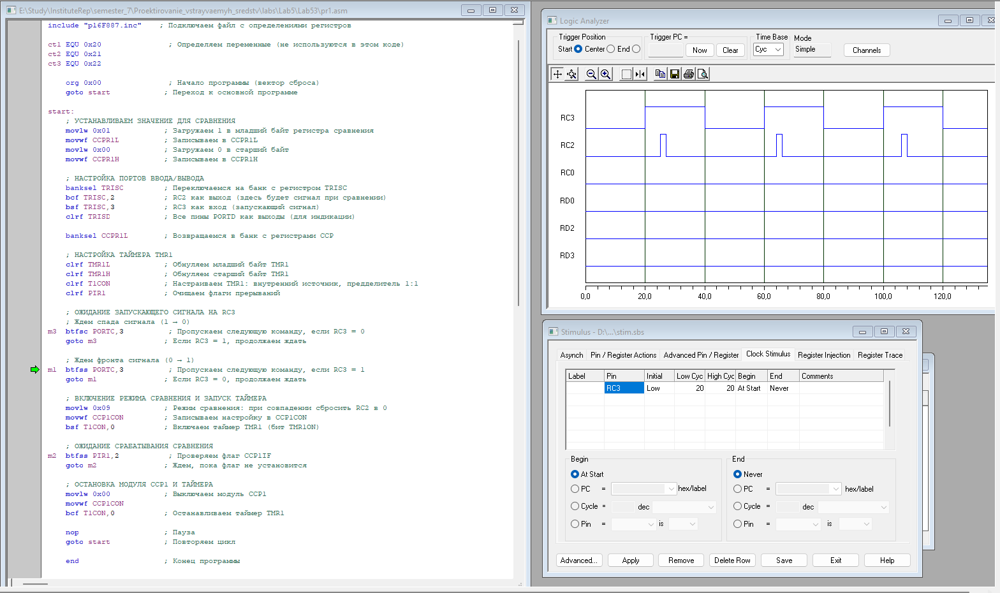 E:\Study\InstituteRep\semester_7\Proektirovanie_vstrayvaemyh_sredstv\labs\Lab5\Lab53\pr1.asm
include "p16F887.inc"    ; Подключаем файл с определениями регистров
ct1 EQU 0x20               ; Определяем переменные (не используются в этом коде)
ct2 EQU 0x21
ct3 EQU 0x22
org 0x00               ; Начало программы (вектор сброса)
goto start            ; Переход к основной программе
start:
; УСТАНАВЛИВАЕМ ЗНАЧЕНИЕ ДЛЯ СРАВНЕНИЯ
movlw 0x01            ; Загружаем 1 в младший байт регистра сравнения
movwf CCPR1L          ; Записываем в CCPR1L
movlw 0x00            ; Загружаем 0 в старший байт
movwf CCPR1H          ; Записываем в CCPR1H
; НАСТРОЙКА ПОРТОВ ВВОДА/ВЫВОДА
banksel TRISC         ; Переключаемся на банк с регистром TRISC
bcf TRISC,2           ; RC2 как выход (здесь будет сигнал при сравнении)
bsf TRISC,3           ; RC3 как вход (запускающий сигнал)
clrf TRISD            ; Все пины PORTD как выходы (для индикации)
banksel CCPR1L        ; Возвращаемся в банк с регистрами CCP
; НАСТРОЙКА ТАЙМЕРА TMR1
clrf TMR1L            ; Обнуляем младший байт TMR1
clrf TMR1H            ; Обнуляем старший байт TMR1
clrf T1CON            ; Настраиваем TMR1: внутренний источник, предделитель 1:1
clrf PIR1             ; Очищаем флаги прерываний
; ОЖИДАНИЕ ЗАПУСКАЮЩЕГО СИГНАЛА НА RC3
; Ждем спада сигнала (1 → 0)
m3  btfsc PORTC,3          ; Пропускаем следующую команду, если RC3 = 0
goto m3               ; Если RC3 = 1, продолжаем ждать
; Ждем фронта сигнала (0 → 1)
m1  btfss PORTC,3          ; Пропускаем следующую команду, если RC3 = 1
goto m1               ; Если RC3 = 0, продолжаем ждать
; ВКЛЮЧЕНИЕ РЕЖИМА СРАВНЕНИЯ И ЗАПУСК ТАЙМЕРА
movlw 0x09            ; Режим сравнения: при совпадении сбросить RC2 в 0
movwf CCP1CON         ; Записываем настройку в CCP1CON
bsf T1CON,0           ; Включаем таймер TMR1 (бит TMR1ON)
; ОЖИДАНИЕ СРАБАТЫВАНИЯ СРАВНЕНИЯ
m2  btfss PIR1,2           ; Проверяем флаг CCP1IF
goto m2               ; Ждем, пока флаг не установится
; ОСТАНОВКА МОДУЛЯ CCP1 И ТАЙМЕРА
movlw 0x00            ; Выключаем модуль CCP1
movwf CCP1CON
bcf T1CON,0           ; Останавливаем таймер TMR1
nop                   ; Пауза
goto start            ; Повторяем цикл
end                   ; Конец программы
Logic Analyzer
Trigger Position Trigger PC = Time Base Mode
Start Center End Now Clear Cyc Simple Channels
RC3
RC2
RC0
RD0
RD2
RD3
0,0 20,0 40,0 60,0 80,0 100,0 120,0
Stimulus - D:\...\stim.sbs
Asynch Pin / Register Actions Advanced Pin / Register Clock Stimulus Register Injection Register Trace
Label Pin Initial Low Cyc High Cyc Begin End Comments
RC3 Low 20 20 At Start Never
Begin End
At Start Never
PC = hex/label PC = hex/label
Cycle = dec Cycle = dec
Pin = is Pin = is
Advanced... Apply Remove Delete Row Save Exit Help